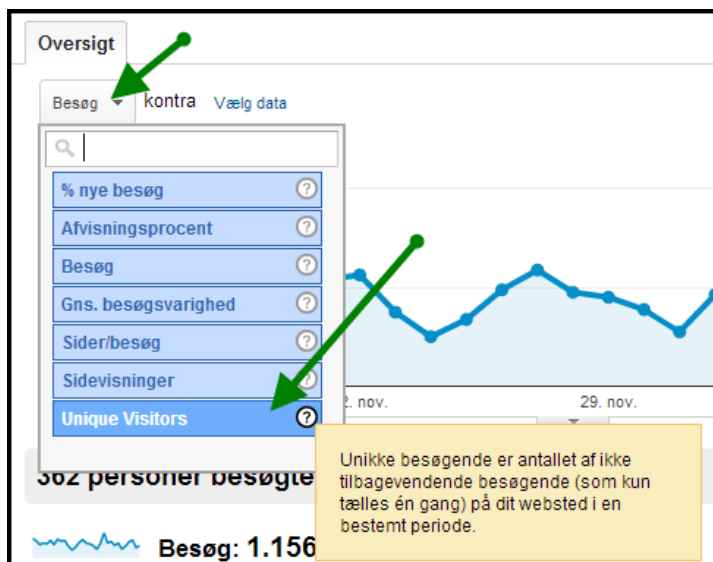 Oversigt
Besøg kontra Vælg data
% nye besøg
Afvisningsprocent
Besøg
Gns. besøgsvarighed
Sider/besøg
Sidevisninger
Unique Visitors
2. nov. 29. nov.
Unikke besøgende er antallet af ikke
tilbagevendende besøgende (som kun
tælles én gang) på dit websted i en
bestemt periode.
362 personer besøgte
Besøg: 1.156